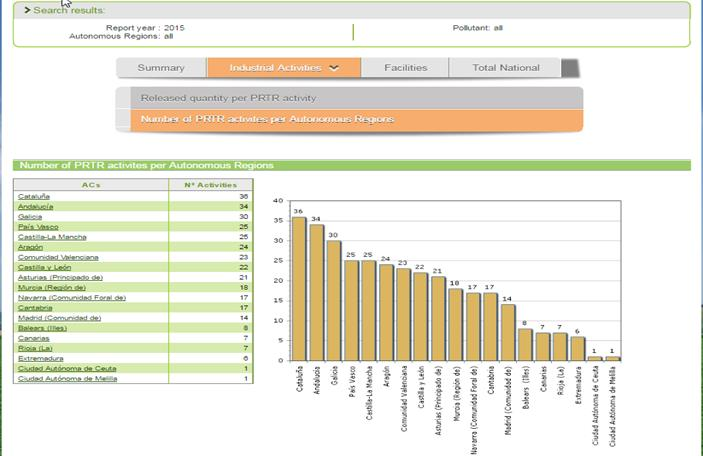 Search results:
Report year : 2015 Pollutant: all
Autonomous Regions: all
Summary Industrial Activities Facilities Total National
Released quantity per PRTR activity
Number of PRTR activites per Autonomous Regions
Number of PRTR activites per Autonomous Regions
ACs Nº Activities
Cataluña 36
Andalucía 34
Galicia 30
País Vasco 25
Castilla-La Mancha 25
Aragón 24
Comunidad Valenciana 23
Castilla y León 22
Asturias (Principado de) 21
Murcia (Región de) 18
Navarra (Comunidad Foral de) 17
Cantabria 17
Madrid (Comunidad de) 14
Balears (Illes) 8
Canarias 7
Rioja (La) 7
Extremadura 6
Ciudad Autónoma de Ceuta 1
Ciudad Autónoma de Melilla 1
40
35
30
25
20
15
10
5
0
36 34 30 25 25 24 23 22 21 18 17 17 14 8 7 7 6 1 1
Cataluña
Andalucía
Galicia
País Vasco
Castilla-La Mancha
Aragón
Comunidad Valenciana
Castilla y León
Asturias (Principado de)
Murcia (Región de)
Navarra (Comunidad Foral de)
Cantabria
Madrid (Comunidad de)
Balears (Illes)
Canarias
Rioja (La)
Extremadura
Ciudad Autónoma de Ceuta
Ciudad Autónoma de Melilla